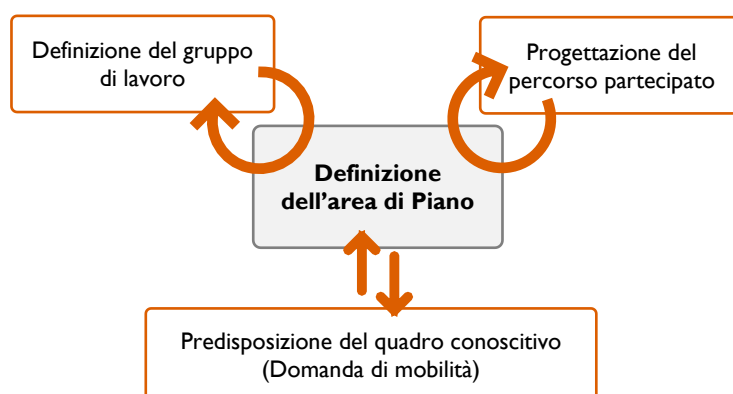 Definizione del gruppo
di lavoro
Progettazione del
percorso partecipato
Definizione
dell’area di Piano
Predisposizione del quadro conoscitivo
(Domanda di mobilità)